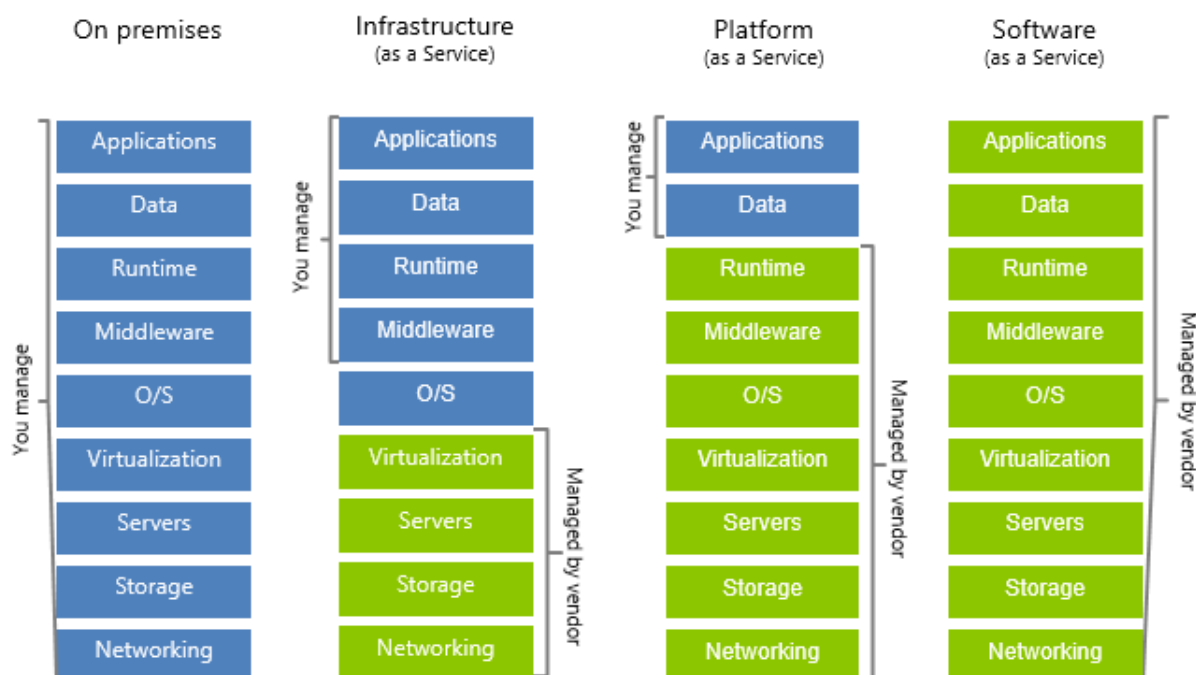 On premises
Infrastructure
(as a Service)
Platform
(as a Service)
Software
(as a Service)
You manage
Applications
Data
Runtime
Middleware
O/S
Virtualization
Servers
Storage
Networking
You manage
Applications
Data
Runtime
Middleware
O/S
Virtualization
Servers
Storage
Networking
Managed by vendor
You manage
Applications
Data
Runtime
Middleware
O/S
Virtualization
Servers
Storage
Networking
Managed by vendor
Applications
Data
Runtime
Middleware
O/S
Virtualization
Servers
Storage
Networking
Managed by vendor